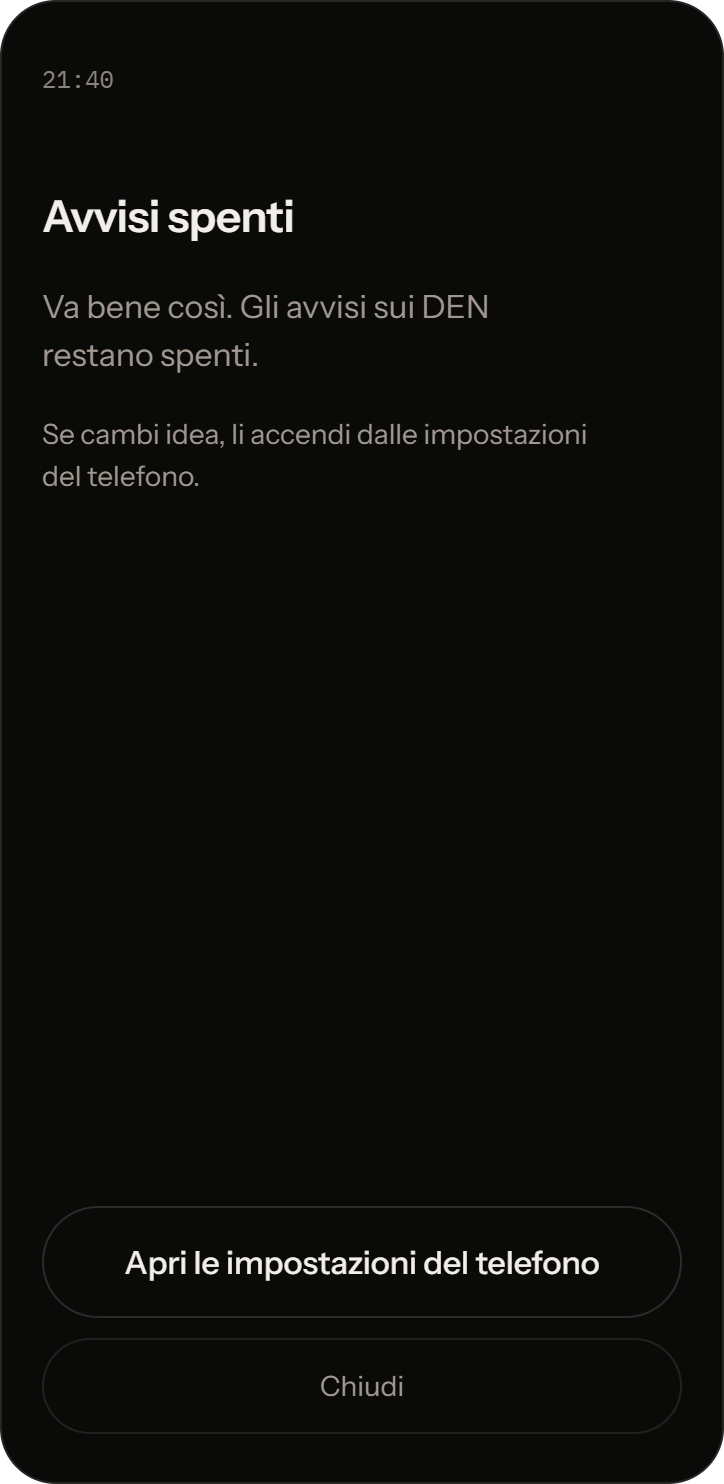 21:40
Avvisi spenti
Va bene così. Gli avvisi sui DEN
restano spenti.
Se cambi idea, li accendi dalle impostazioni
del telefono.
Apri le impostazioni del telefono
Chiudi